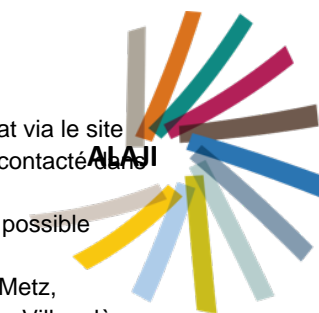 at via le site
contacté dans
ALAJI
possible
Metz,